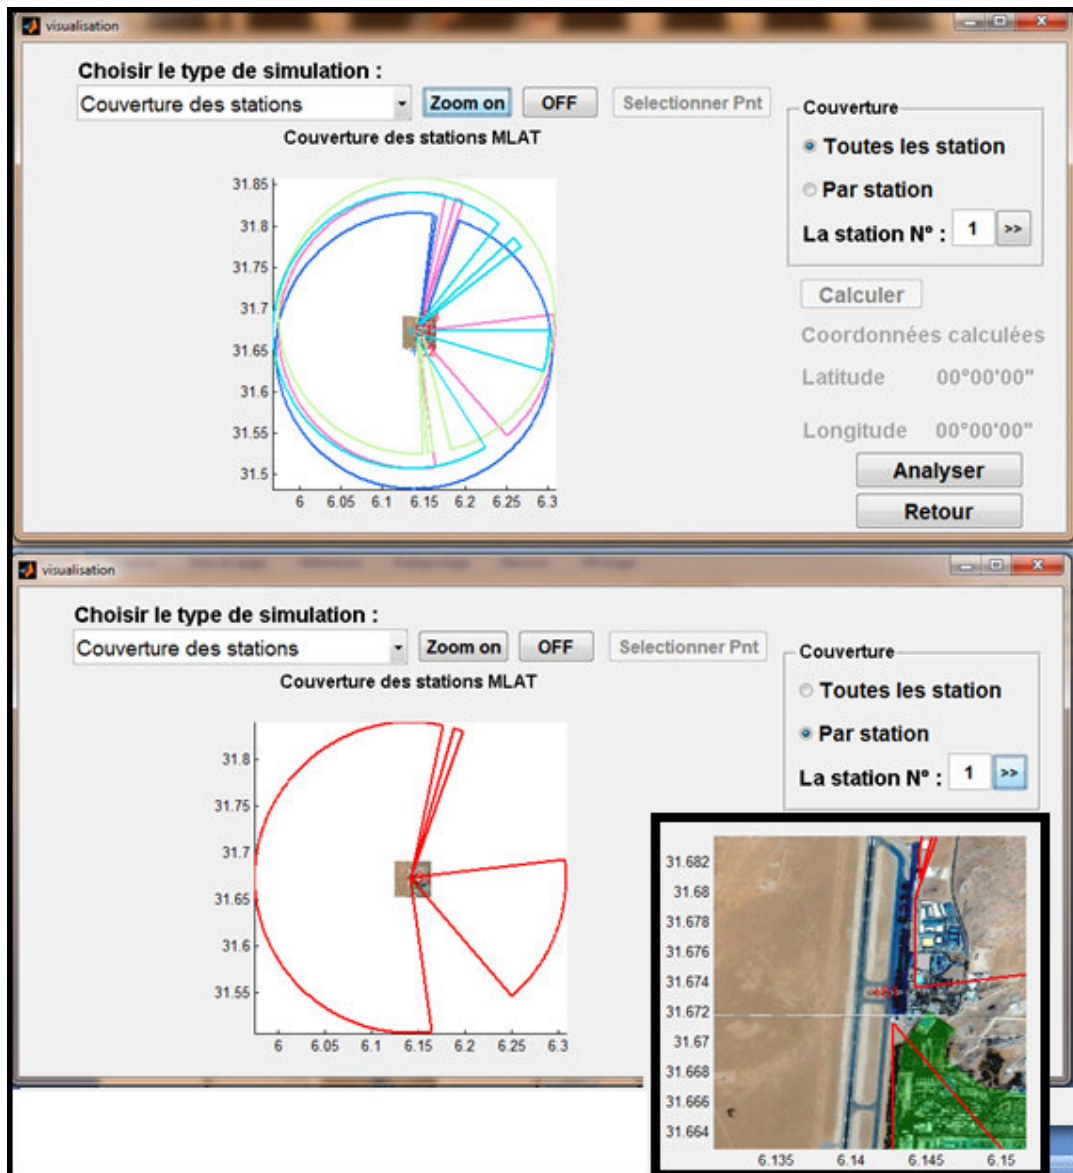 visualisation
Choisir le type de simulation :
Couverture des stations
Zoom on
OFF
Selectionner Pnt
Couverture des stations MLAT
31.85
31.8
31.75
31.7
31.65
31.6
31.55
31.5
6 6.05 6.1 6.15 6.2 6.25 6.3
Couverture
Toutes les station
Par station
La station N° : 1 >>
Calculer
Coordonnées calculées
Latitude 00°00'00"
Longitude 00°00'00"
Analyser
Retour
visualisation
Choisir le type de simulation :
Couverture des stations
Zoom on
OFF
Selectionner Pnt
Couverture des stations MLAT
31.8
31.75
31.7
31.65
31.6
31.55
6 6.05 6.1 6.15 6.2 6.25 6.3
Couverture
Toutes les station
Par station
La station N° : 1 >>
31.682
31.68
31.678
31.676
31.674
31.672
31.67
31.668
31.666
31.664
6.135 6.14 6.145 6.15